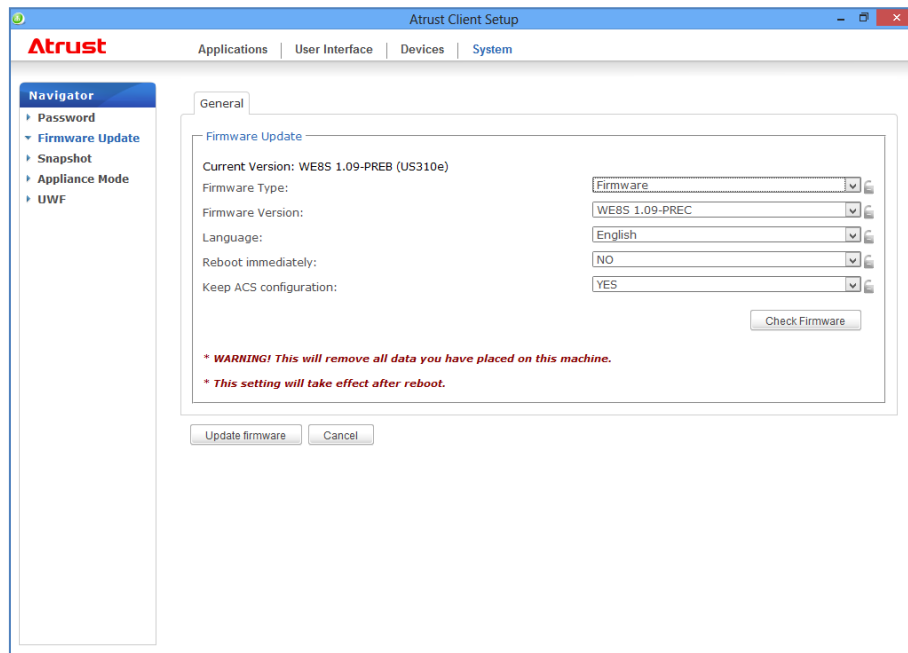 Atrust Client Setup
Atrust
Applications User Interface Devices System
Navigator
Password
Firmware Update
Snapshot
Appliance Mode
UWF
General
Firmware Update
Current Version: WE8S 1.09-PREB (US310e)
Firmware Type: Firmware
Firmware Version: WE8S 1.09-PREC
Language: English
Reboot immediately: NO
Keep ACS configuration: YES
Check Firmware
* WARNING! This will remove all data you have placed on this machine.
* This setting will take effect after reboot.
Update firmware Cancel